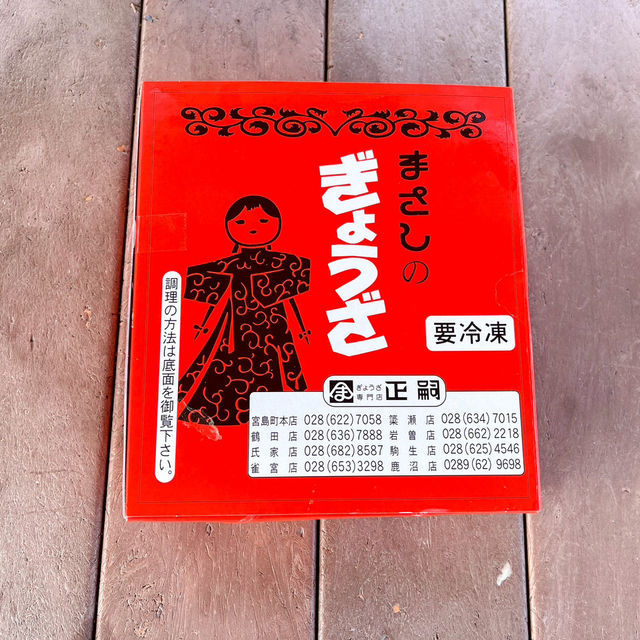 まさしの
ぎょうざ
要冷凍
調理の方法は底面を御覧下さい。
ぎょうざ
専門店
正嗣
宮島町本店 028(622)7058 簗瀬店 028(634)7015
鶴田店 028(636)7888 岩曽店 028(662)2218
氏家店 028(682)8587 駒生店 028(625)4546
雀宮店 028(653)3298 鹿沼店 0289(62)9698